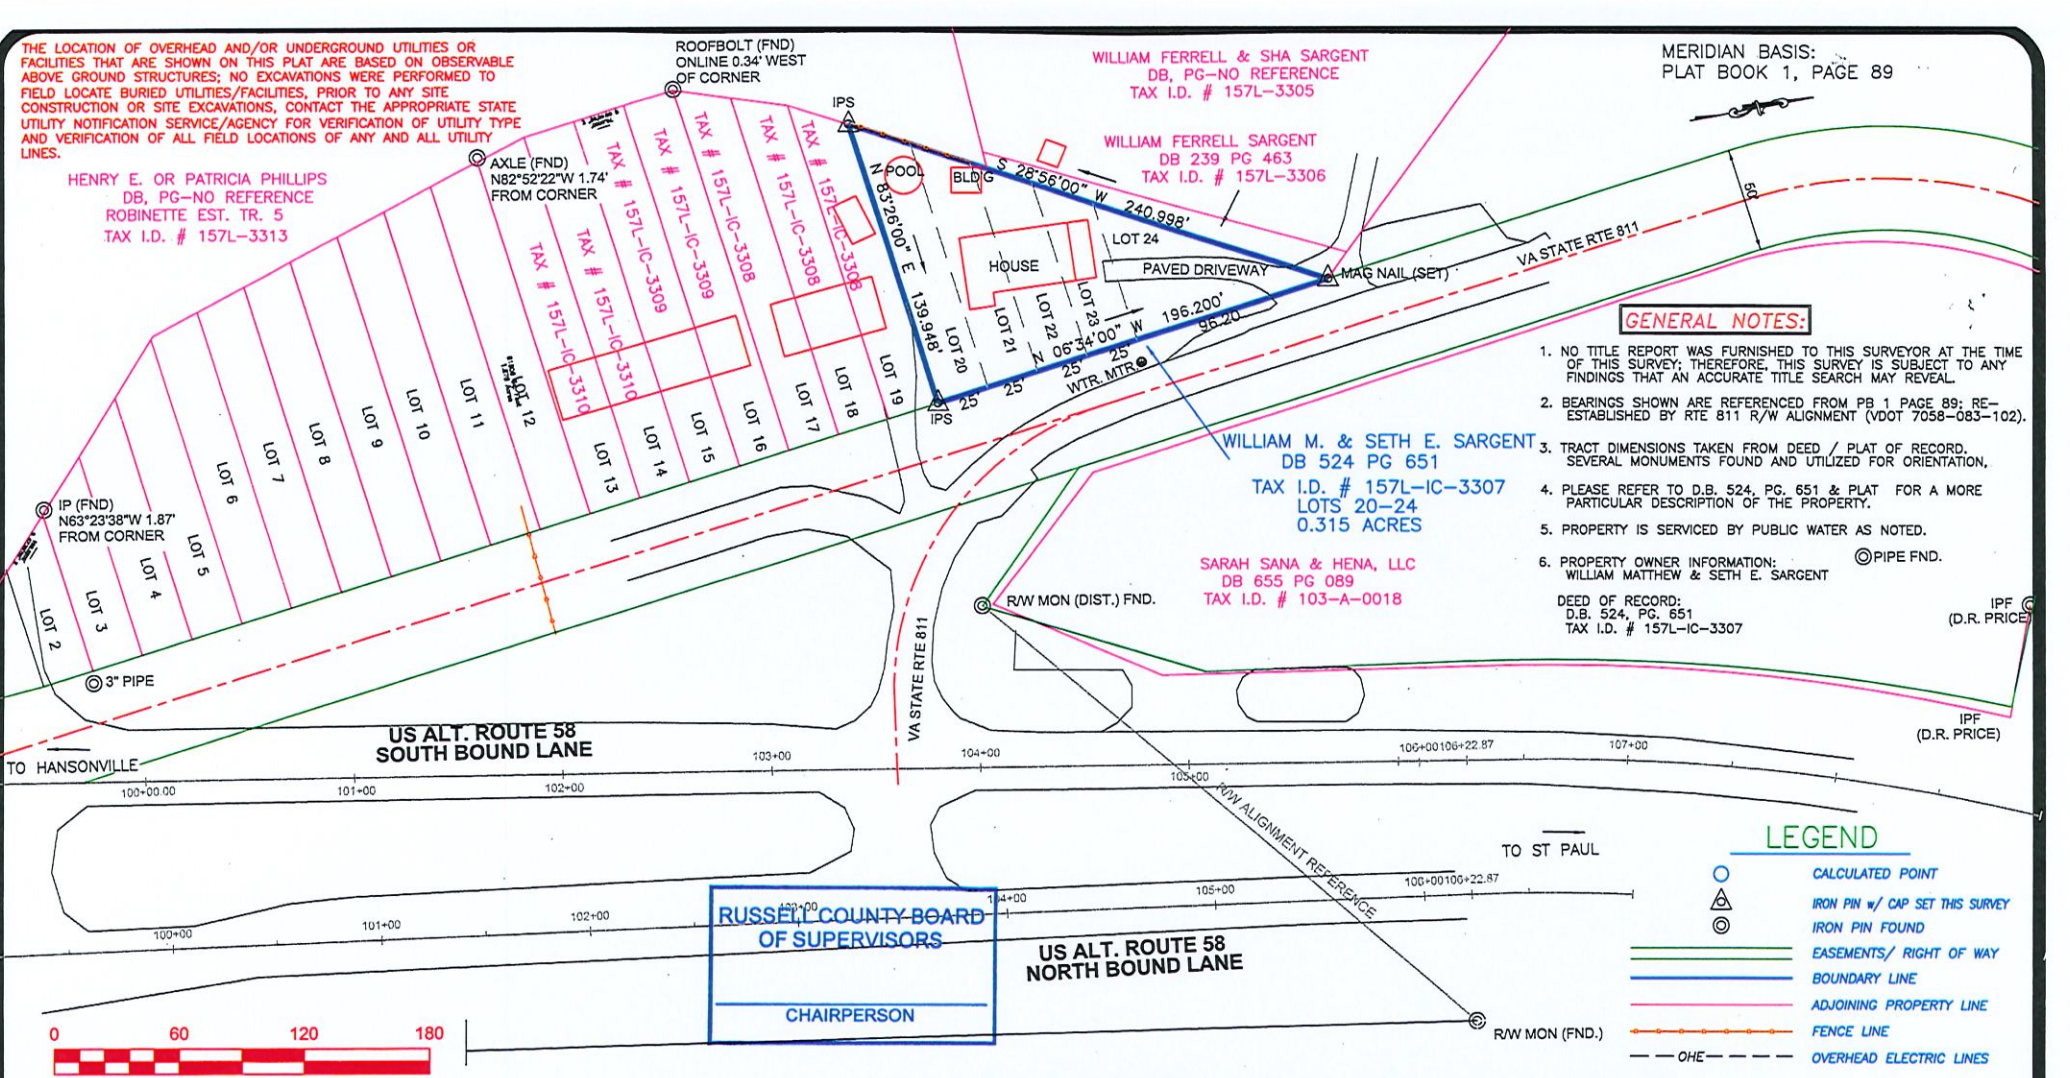 THE LOCATION OF OVERHEAD AND/OR UNDERGROUND UTILITIES OR
FACILITIES THAT ARE SHOWN ON THIS PLAT ARE BASED ON OBSERVABLE
ABOVE GROUND STRUCTURES; NO EXCAVATIONS WERE PERFORMED TO
FIELD LOCATE BURIED UTILITIES/FACILITIES, PRIOR TO ANY SITE
CONSTRUCTION OR SITE EXCAVATIONS, CONTACT THE APPROPRIATE STATE
UTILITY NOTIFICATION SERVICE/AGENCY FOR VERIFICATION OF UTILITY TYPE
AND VERIFICATION OF ALL FIELD LOCATIONS OF ANY AND ALL UTILITY
LINES.
ROOFBOLT (FND)
ONLINE 0.34' WEST
OF CORNER
IPS
WILLIAM FERRELL & SHA SARGENT
DB, PG-NO REFERENCE
TAX I.D. # 157L-3305
WILLIAM FERRELL SARGENT
DB 239 PG 463
TAX I.D. # 157L-3306
MERIDIAN BASIS:
PLAT BOOK 1, PAGE 89
HENRY E. OR PATRICIA PHILLIPS
DB, PG-NO REFERENCE
ROBINETTE EST. TR. 5
TAX I.D. # 157L-3313
AXLE (FND)
N82°52'22"W 1.74'
FROM CORNER
TAX # 157L-IC-3310
TAX # 157L-IC-3310
TAX # 157L-IC-3309
TAX # 157L-IC-3309
TAX # 157L-IC-3308
TAX # 157L-IC-3308
TAX # 157L-IC-3308
N 83°26'00" E 139.948'
POOL
BLD'G
S 28°56'00" W 240.998'
LOT 24
HOUSE
PAVED DRIVEWAY
MAG NAIL (SET)
VA STATE RTE 811
50'
LOT 20
LOT 21
LOT 22
LOT 23
N 06°34'00" W 196.200'
96.20
25'
25'
25'
25'
WTR. MTR.
IPS
LOT 2
LOT 3
LOT 4
LOT 5
LOT 6
LOT 7
LOT 8
LOT 9
LOT 10
LOT 11
LOT 12
LOT 13
LOT 14
LOT 15
LOT 16
LOT 17
LOT 18
LOT 19
IP (FND)
N63°23'38"W 1.87'
FROM CORNER
3" PIPE
WILLIAM M. & SETH E. SARGENT
DB 524 PG 651
TAX I.D. # 157L-IC-3307
LOTS 20-24
0.315 ACRES
SARAH SANA & HENA, LLC
DB 655 PG 089
TAX I.D. # 103-A-0018
R/W MON (DIST.) FND.
VA STATE RTE 811
GENERAL NOTES:
1. NO TITLE REPORT WAS FURNISHED TO THIS SURVEYOR AT THE TIME
OF THIS SURVEY; THEREFORE, THIS SURVEY IS SUBJECT TO ANY
FINDINGS THAT AN ACCURATE TITLE SEARCH MAY REVEAL.
2. BEARINGS SHOWN ARE REFERENCED FROM PB 1 PAGE 89; RE-
ESTABLISHED BY RTE 811 R/W ALIGNMENT (VDOT 7058-083-102).
3. TRACT DIMENSIONS TAKEN FROM DEED / PLAT OF RECORD.
SEVERAL MONUMENTS FOUND AND UTILIZED FOR ORIENTATION.
4. PLEASE REFER TO D.B. 524, PG. 651 & PLAT FOR A MORE
PARTICULAR DESCRIPTION OF THE PROPERTY.
5. PROPERTY IS SERVICED BY PUBLIC WATER AS NOTED.
6. PROPERTY OWNER INFORMATION:
WILLIAM MATTHEW & SETH E. SARGENT
PIPE FND.
DEED OF RECORD:
D.B. 524, PG. 651
TAX I.D. # 157L-IC-3307
IPF
(D.R. PRICE)
IPF
(D.R. PRICE)
US ALT. ROUTE 58
SOUTH BOUND LANE
TO HANSONVILLE
100+00.00
101+00
102+00
103+00
104+00
105+00
106+00106+22.87
107+00
R/W ALIGNMENT REFERENCE
TO ST PAUL
100+00
101+00
102+00
103+00
104+00
105+00
106+00106+22.87
US ALT. ROUTE 58
NORTH BOUND LANE
RUSSELL COUNTY BOARD
OF SUPERVISORS
CHAIRPERSON
R/W MON (FND.)
0 60 120 180
LEGEND
CALCULATED POINT
IRON PIN w/ CAP SET THIS SURVEY
IRON PIN FOUND
EASEMENTS/ RIGHT OF WAY
BOUNDARY LINE
ADJOINING PROPERTY LINE
FENCE LINE
OHE
OVERHEAD ELECTRIC LINES